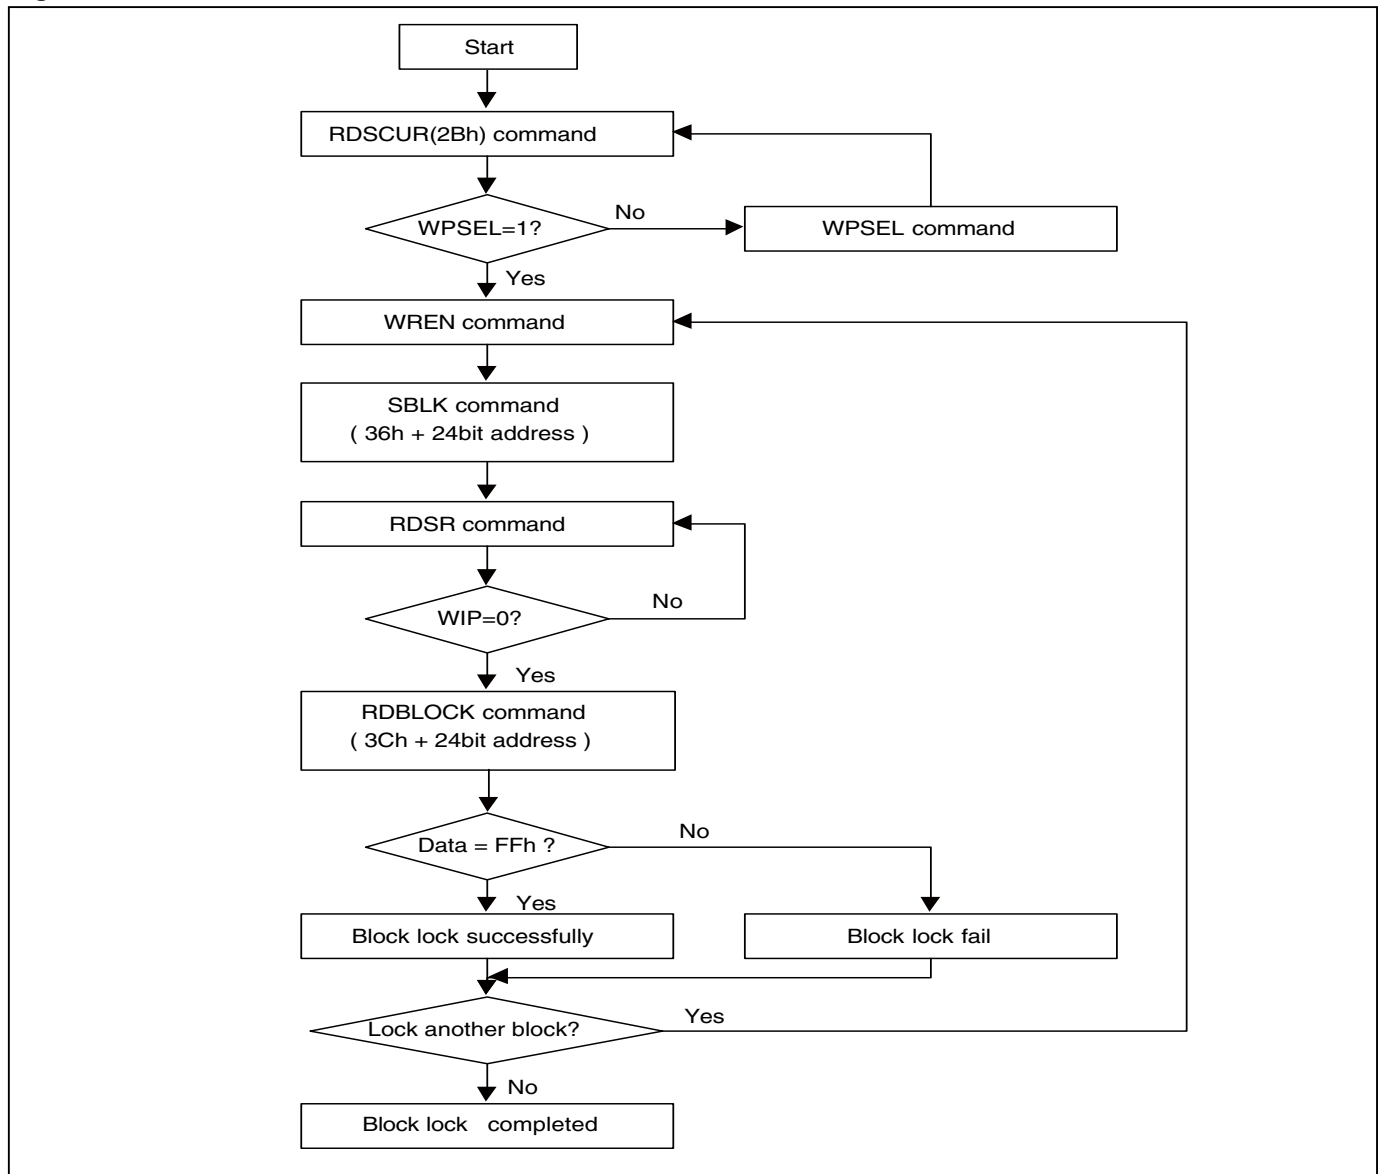 Start
RDSCUR(2Bh) command
WPSEL=1?
No
WPSEL command
Yes
WREN command
SBLK command
( 36h + 24bit address )
RDSR command
WIP=0?
No
Yes
RDBLOCK command
( 3Ch + 24bit address )
Data = FFh ?
No
Yes
Block lock successfully
Block lock fail
Lock another block?
Yes
No
Block lock completed